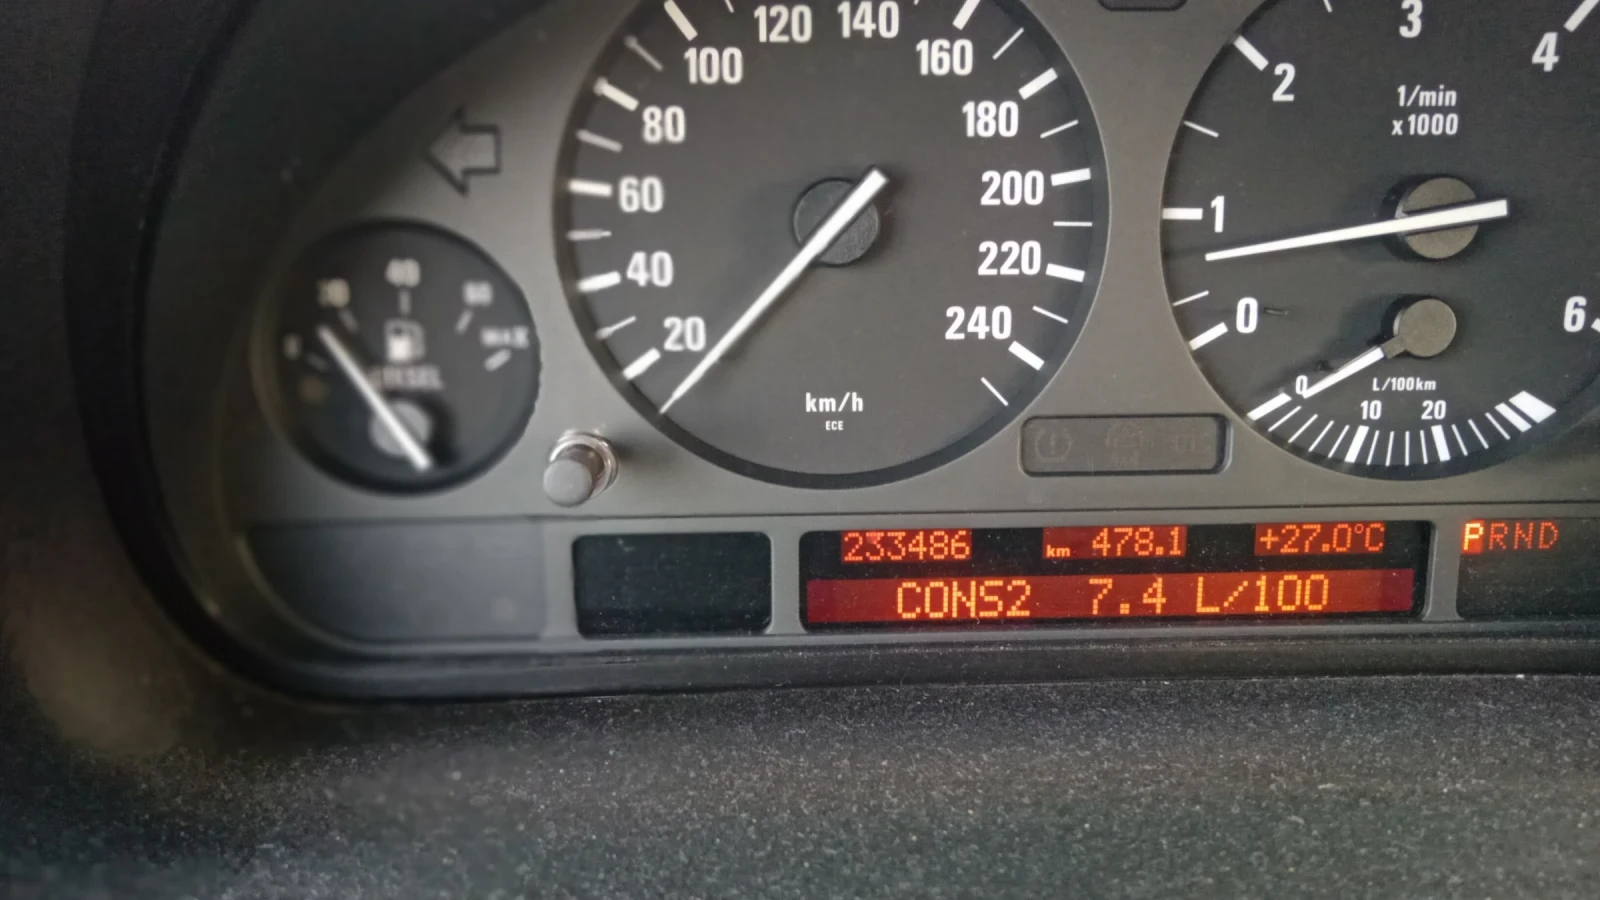 120 140
100 160
80 180
60 200
40 220
20 240
km/h
ECE
40
MAX
DIESEL
3
2 4
1/min
x1000
1
0 6
0 L/100km
10 20
233486 km 478.1 +27.0°C
PRND
CONS2 7.4 L/100